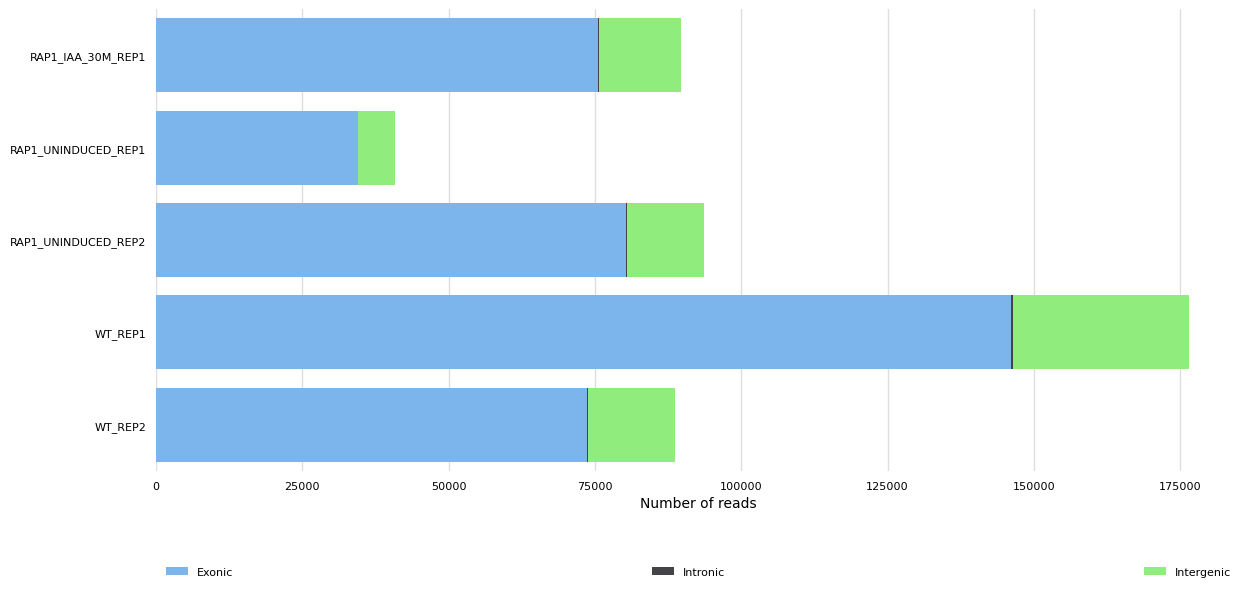 RAP1_IAA_30M_REP1
RAP1_UNINDUCED_REP1
RAP1_UNINDUCED_REP2
WT_REP1
WT_REP2
0 25000 50000 75000 100000 125000 150000 175000
Number of reads
Exonic Intronic Intergenic